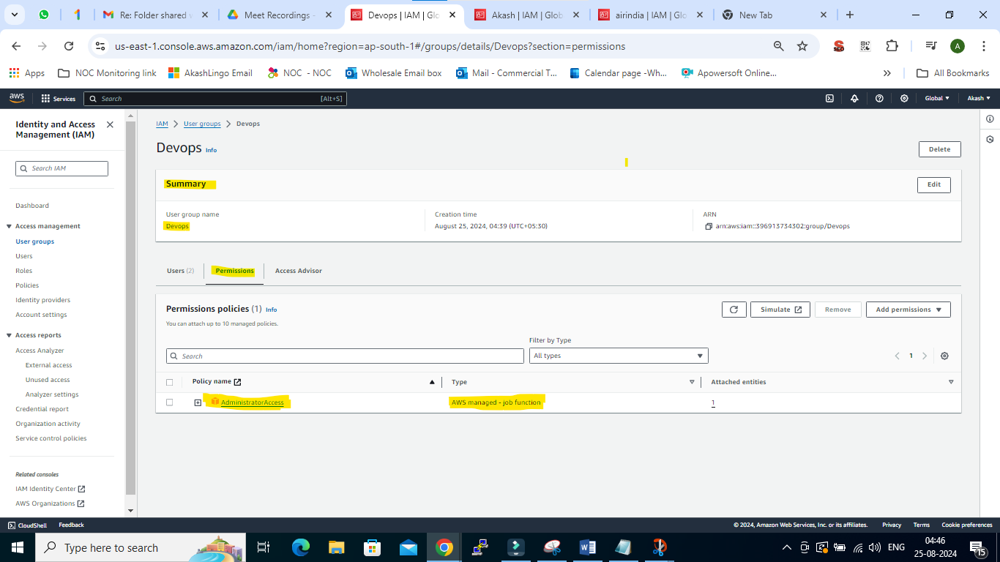 Re: Folder shared
Meet Recordings -
Devops | IAM | Glo
Akash | IAM | Glo
airindia | IAM | Glo
New Tab
us-east-1.console.aws.amazon.com/iam/home?region=ap-south-1#/groups/details/Devops?section=permissions
SEO
A
Apps
NOC Monitoring link
AkashLingo Email
NOC - NOC
Wholesale Email box
Mail - Commercial T...
Calendar page -Wh...
Apowersoft Online...
All Bookmarks
aws
Services
Search
[Alt+S]
Global
Akash
Identity and Access
Management (IAM)
Search IAM
Dashboard
Access management
User groups
Users
Roles
Policies
Identity providers
Account settings
Access reports
Access Analyzer
External access
Unused access
Analyzer settings
Credential report
Organization activity
Service control policies
Related consoles
IAM Identity Center
AWS Organizations
IAM > User groups > Devops
Devops Info
Delete
Summary
Edit
User group name
Devops
Creation time
August 25, 2024, 04:39 (UTC+05:30)
ARN
arn:aws:iam::396913734302:group/Devops
Users (2)
Permissions
Access Advisor
Permissions policies (1) Info
You can attach up to 10 managed policies.
Simulate
Remove
Add permissions
Search
Filter by Type
All types
1
Policy name
Type
Attached entities
AdministratorAccess
AWS managed - job function
1
CloudShell
Feedback
© 2024, Amazon Web Services, Inc. or its affiliates.
Privacy
Terms
Cookie preferences
Type here to search
ENG
04:46
25-08-2024
15